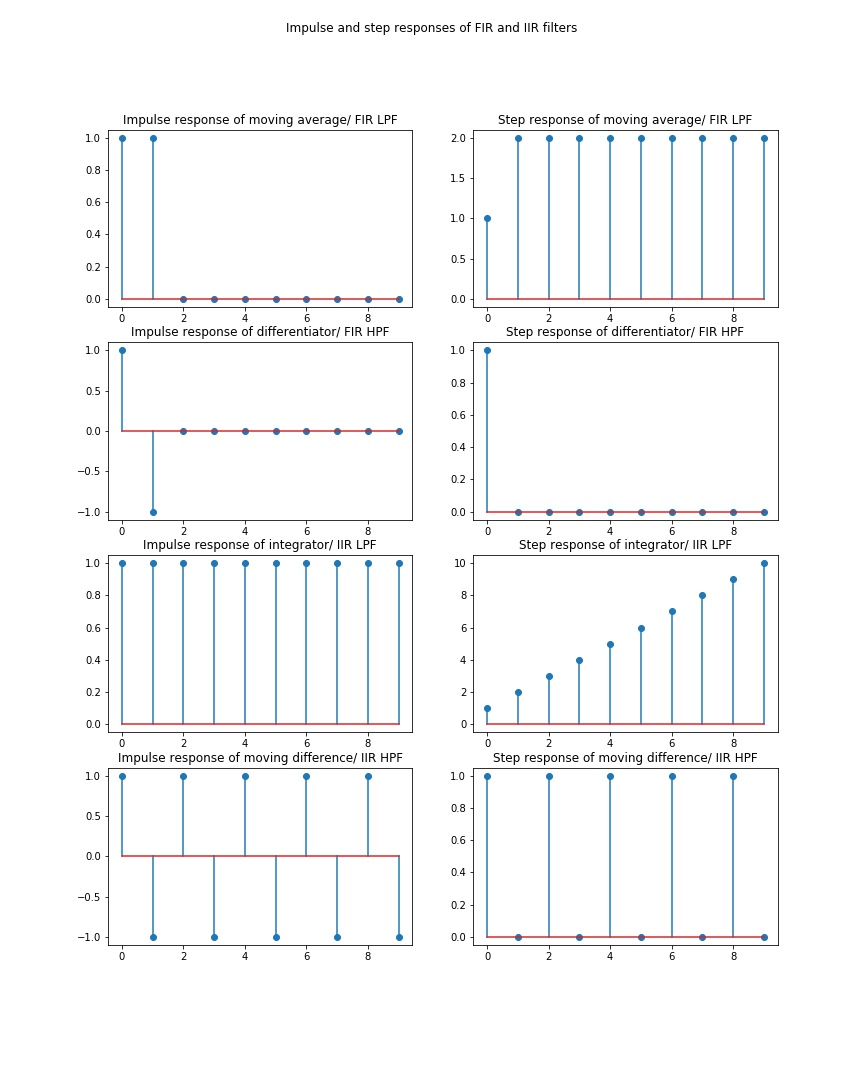 Impulse and step responses of FIR and IIR filters
Impulse response of moving average/ FIR LPF
1.0
0.8
0.6
0.4
0.2
0.0
0 2 4 6 8
Step response of moving average/ FIR LPF
2.0
1.5
1.0
0.5
0.0
0 2 4 6 8
Impulse response of differentiator/ FIR HPF
1.0
0.5
0.0
−0.5
−1.0
0 2 4 6 8
Step response of differentiator/ FIR HPF
1.0
0.8
0.6
0.4
0.2
0.0
0 2 4 6 8
Impulse response of integrator/ IIR LPF
1.0
0.8
0.6
0.4
0.2
0.0
0 2 4 6 8
Step response of integrator/ IIR LPF
10
8
6
4
2
0
0 2 4 6 8
Impulse response of moving difference/ IIR HPF
1.0
0.5
0.0
−0.5
−1.0
0 2 4 6 8
Step response of moving difference/ IIR HPF
1.0
0.8
0.6
0.4
0.2
0.0
0 2 4 6 8